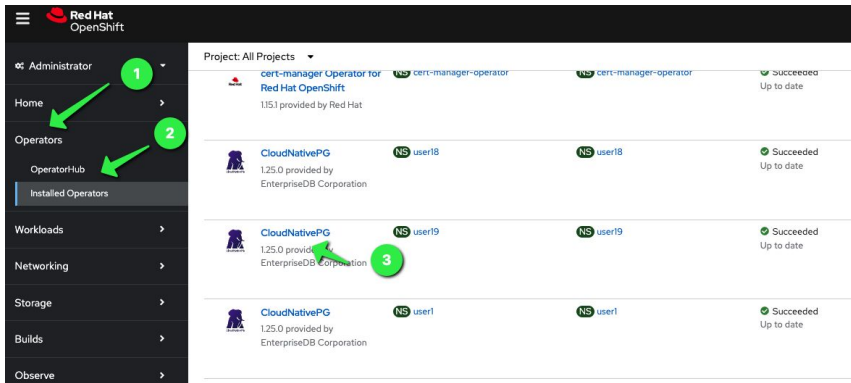 Red Hat
OpenShift
Administrator
1
Home
Operators
2
OperatorHub
Installed Operators
Workloads
Networking
Storage
Builds
Observe
Project: All Projects
cert-manager Operator for NS cert-manager-operator NS cert-manager-operator Succeeded
Red Hat OpenShift Up to date
1.15.1 provided by Red Hat
CloudNativePG NS user18 NS user18 Succeeded
1.25.0 provided by Up to date
EnterpriseDB Corporation
CloudNativePG NS user19 NS user19 Succeeded
1.25.0 Up to date
EnterpriseDB Corporation 3
CloudNativePG NS user1 NS user1 Succeeded
1.25.0 provided by Up to date
EnterpriseDB Corporation